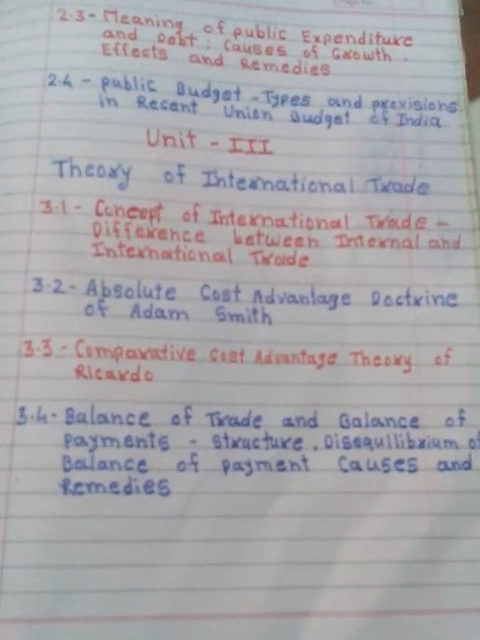 2.3 - Meaning of public Expenditure
and Debt: Causes of Growth.
Effects and Remedies
2.4 - public Budget - Types and provisions
in Recent Union Budget of India
Unit - III
Theory of International Trade
3.1 - Concept of International Trade -
Difference between Internal and
International Trade
3.2 - Absolute Cost Advantage Doctrine
of Adam Smith
3.3 - Comparative Cost Advantage Theory of
Ricardo
3.4 - Balance of Trade and Balance of
payments - structure, Disequilibrium of
Balance of payment Causes and
Remedies